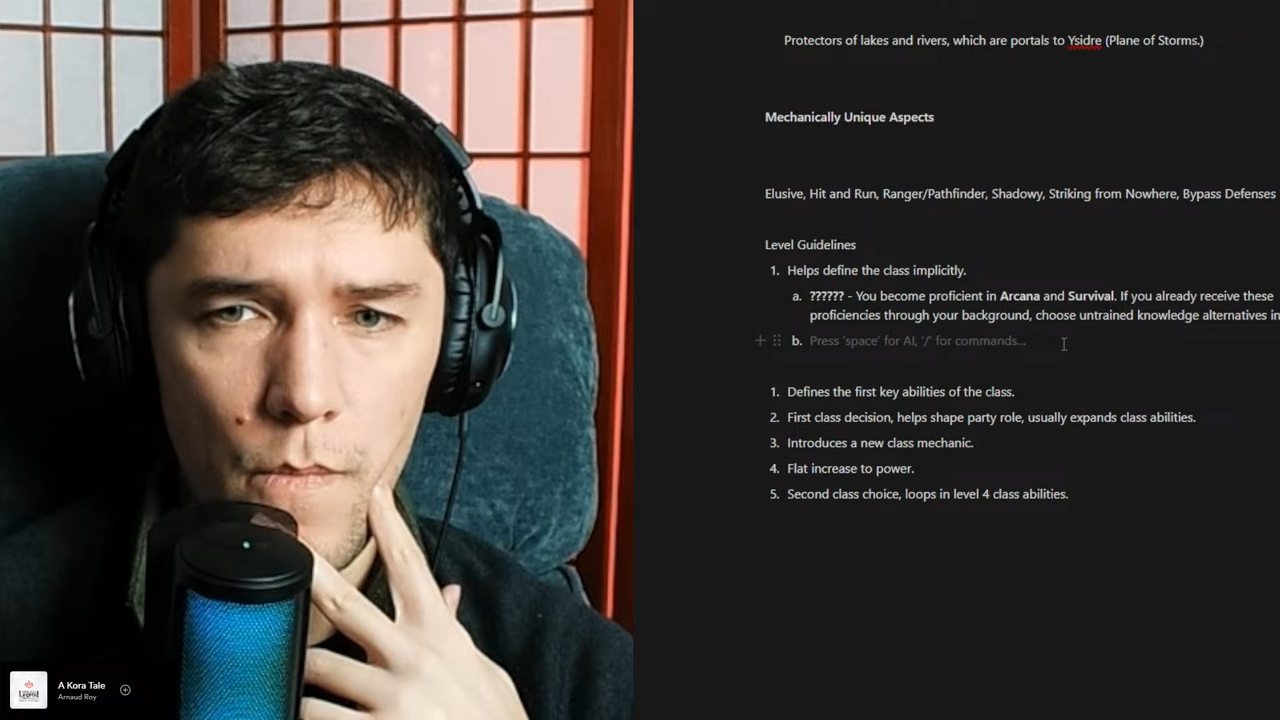 Protectors of lakes and rivers, which are portals to Ysidre (Plane of Storms.)
Mechanically Unique Aspects
Elusive, Hit and Run, Ranger/Pathfinder, Shadowy, Striking from Nowhere, Bypass Defenses
Level Guidelines
1. Helps define the class implicitly.
a. ?????? - You become proficient in Arcana and Survival. If you already receive these
proficiencies through your background, choose untrained knowledge alternatives in
b. Press 'space' for AI, '/' for commands...
1. Defines the first key abilities of the class.
2. First class decision, helps shape party role, usually expands class abilities.
3. Introduces a new class mechanic.
4. Flat increase to power.
5. Second class choice, loops in level 4 class abilities.
Legend
A Kora Tale
Arnaud Roy